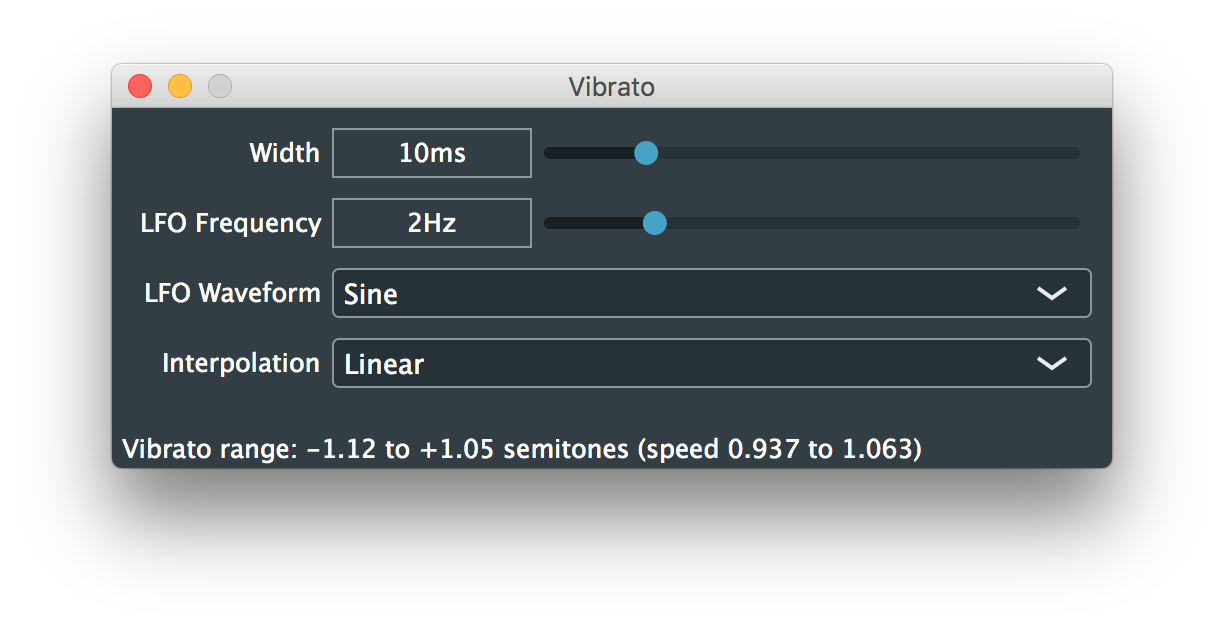 Vibrato
Width 10ms
LFO Frequency 2Hz
LFO Waveform Sine
Interpolation Linear
Vibrato range: −1.12 to +1.05 semitones (speed 0.937 to 1.063)